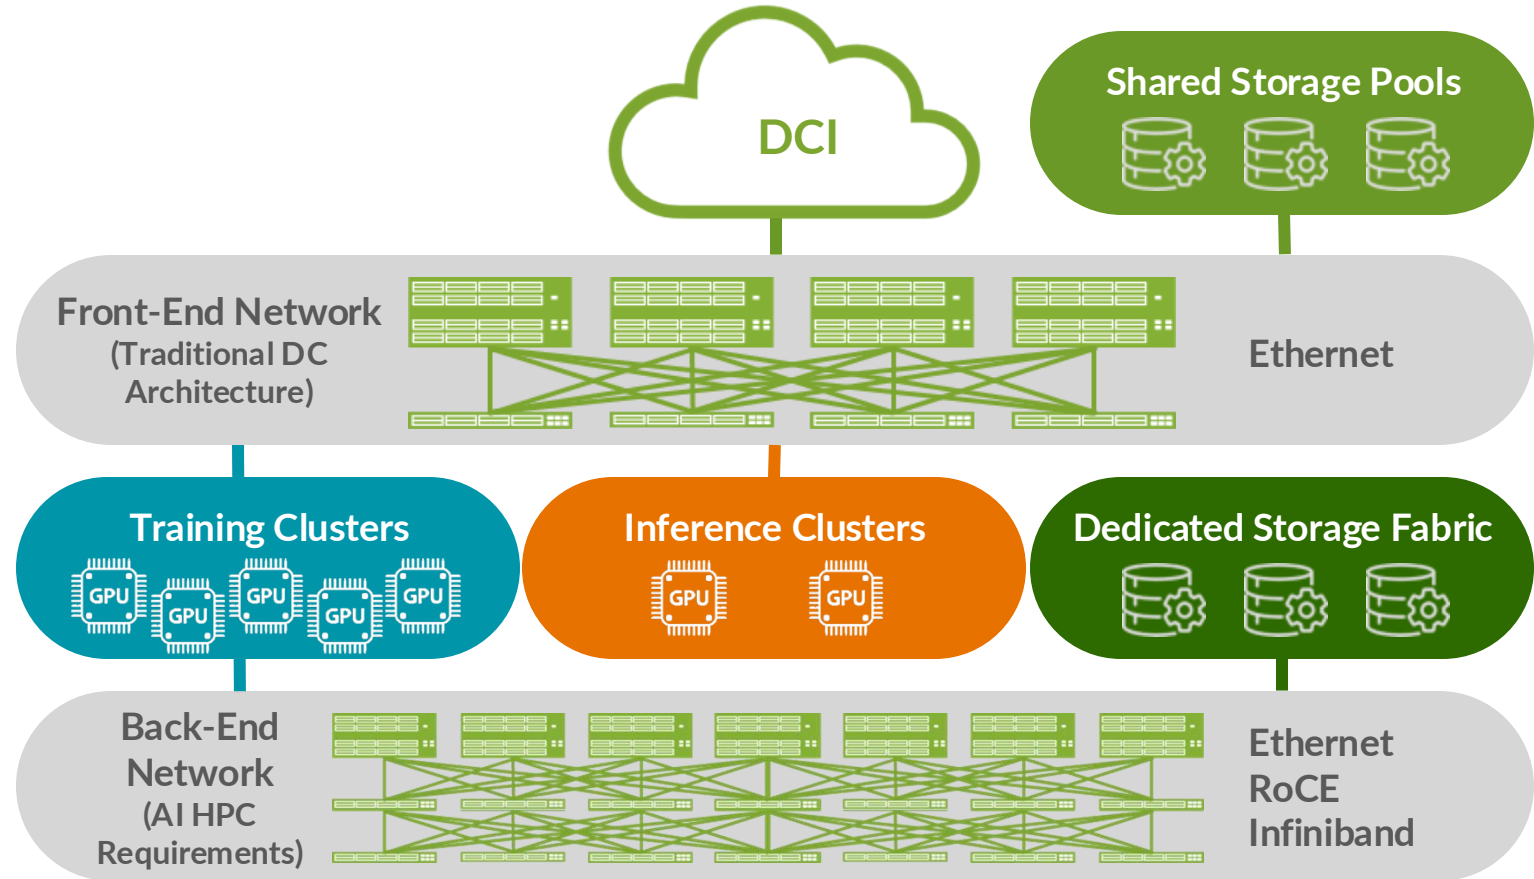 DCI
Shared Storage Pools
Front-End Network
(Traditional DC
Architecture)
Ethernet
Training Clusters
GPU
GPU
GPU
GPU
GPU
Inference Clusters
GPU
GPU
Dedicated Storage Fabric
Back-End
Network
(AI HPC
Requirements)
Ethernet
RoCE
Infiniband